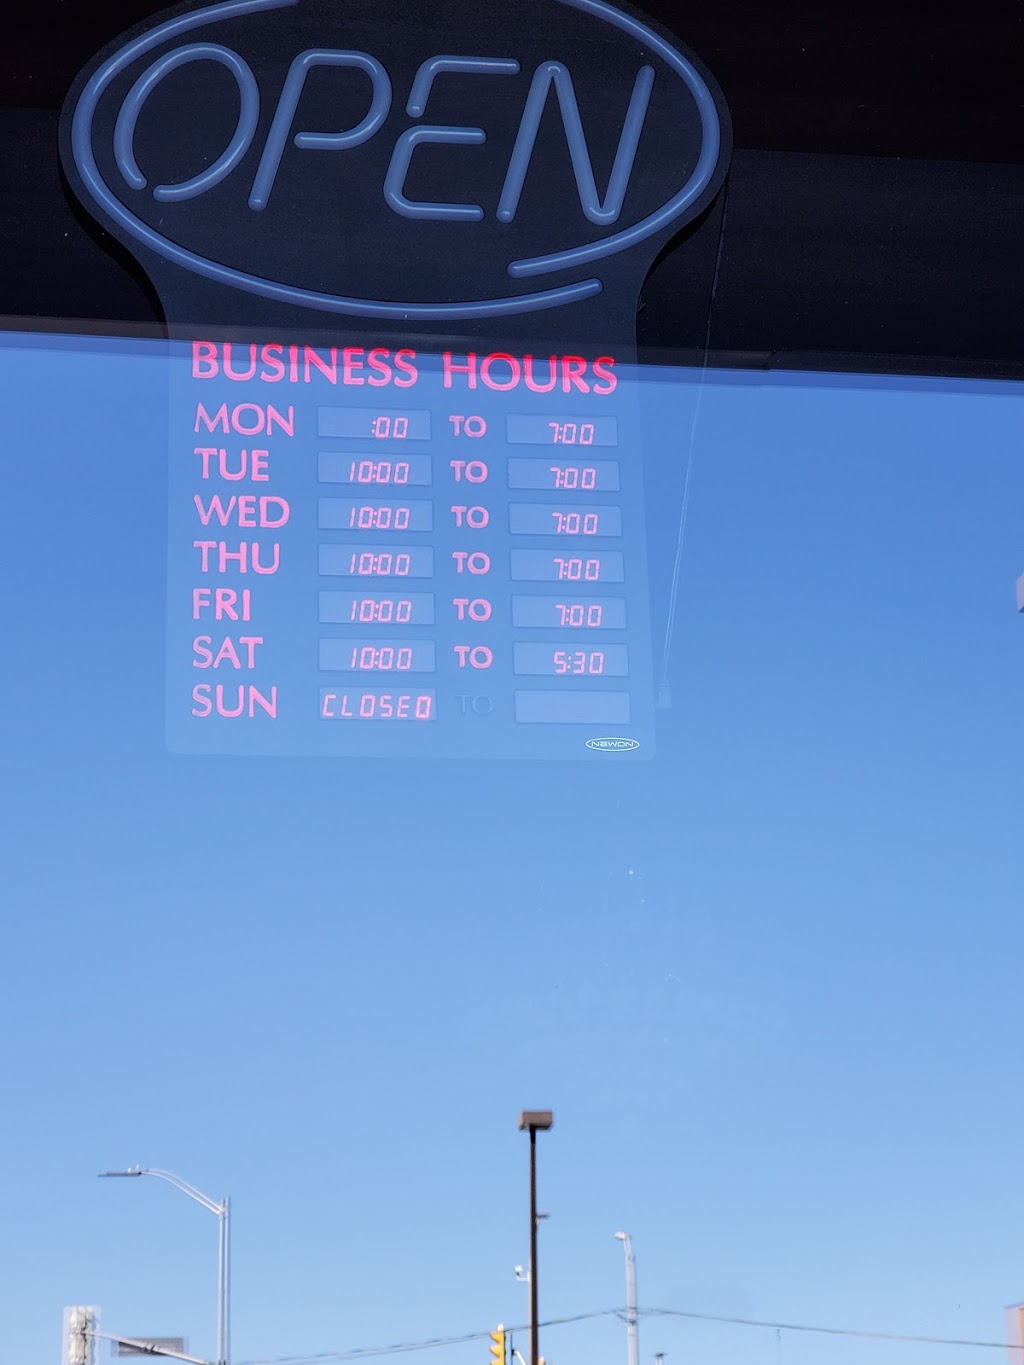 OPEN
BUSINESS HOURS
MON :00 TO 7:00
TUE 10:00 TO 7:00
WED 10:00 TO 7:00
THU 10:00 TO 7:00
FRI 10:00 TO 7:00
SAT 10:00 TO 5:30
SUN CLOSED TO
NEWON